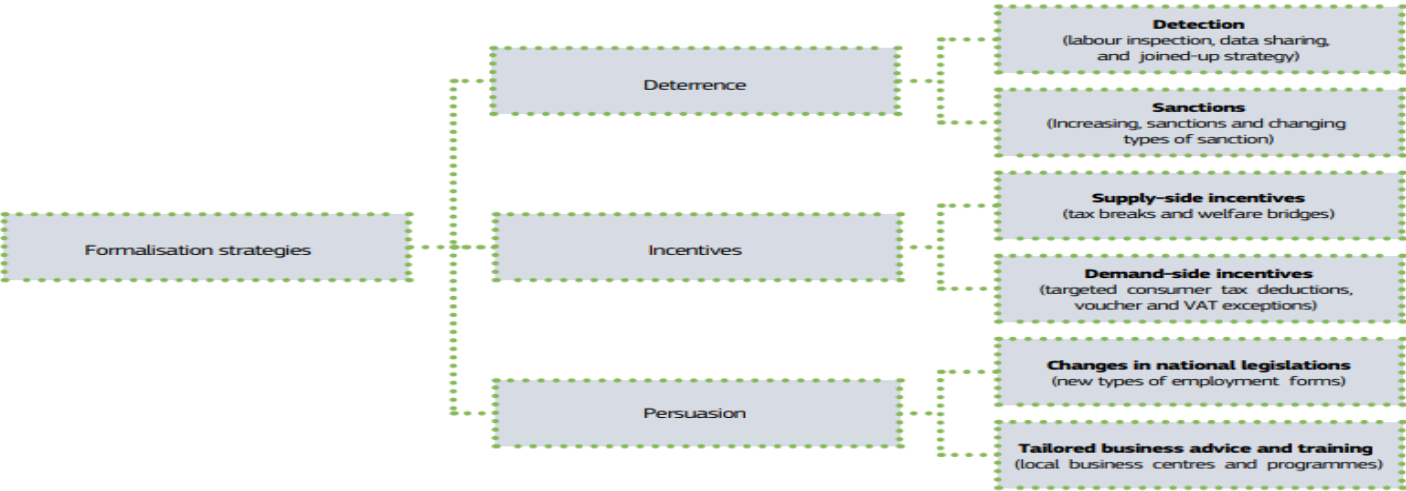 Detection
(labour inspection, data sharing,
and joined-up strategy)
Deterrence
Sanctions
(Increasing, sanctions and changing
types of sanction)
Supply-side incentives
(tax breaks and welfare bridges)
Formalisation strategies
Incentives
Demand-side incentives
(targeted consumer tax deductions,
voucher and VAT exceptions)
Changes in national legislations
(new types of employment forms)
Persuasion
Tailored business advice and training
(local business centres and programmes)